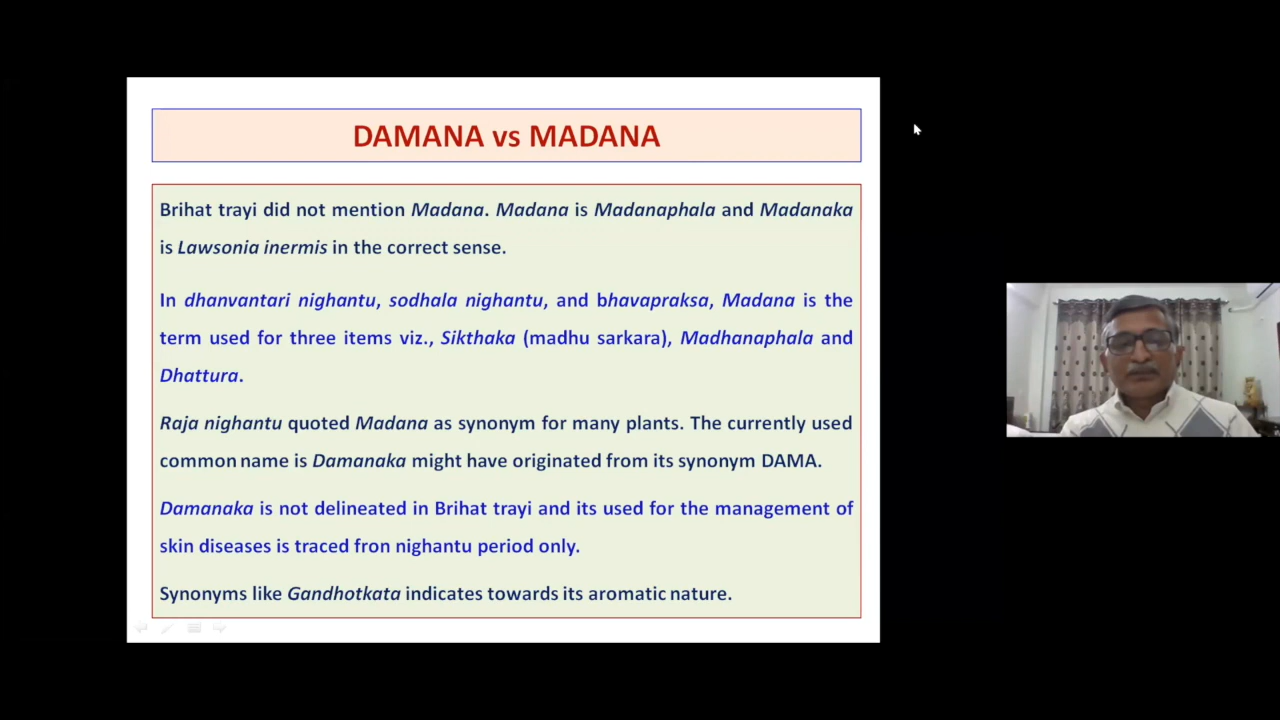 DAMANA vs MADANA
Brihat trayi did not mention Madana. Madana is Madanaphala and Madanaka
is Lawsonia inermis in the correct sense.
In dhanvantari nighantu, sodhala nighantu, and bhavapraksa, Madana is the
term used for three items viz., Sikthaka (madhu sarkara), Madhanaphala and
Dhattura.
Raja nighantu quoted Madana as synonym for many plants. The currently used
common name is Damanaka might have originated from its synonym DAMA.
Damanaka is not delineated in Brihat trayi and its used for the management of
skin diseases is traced fron nighantu period only.
Synonyms like Gandhotkata indicates towards its aromatic nature.